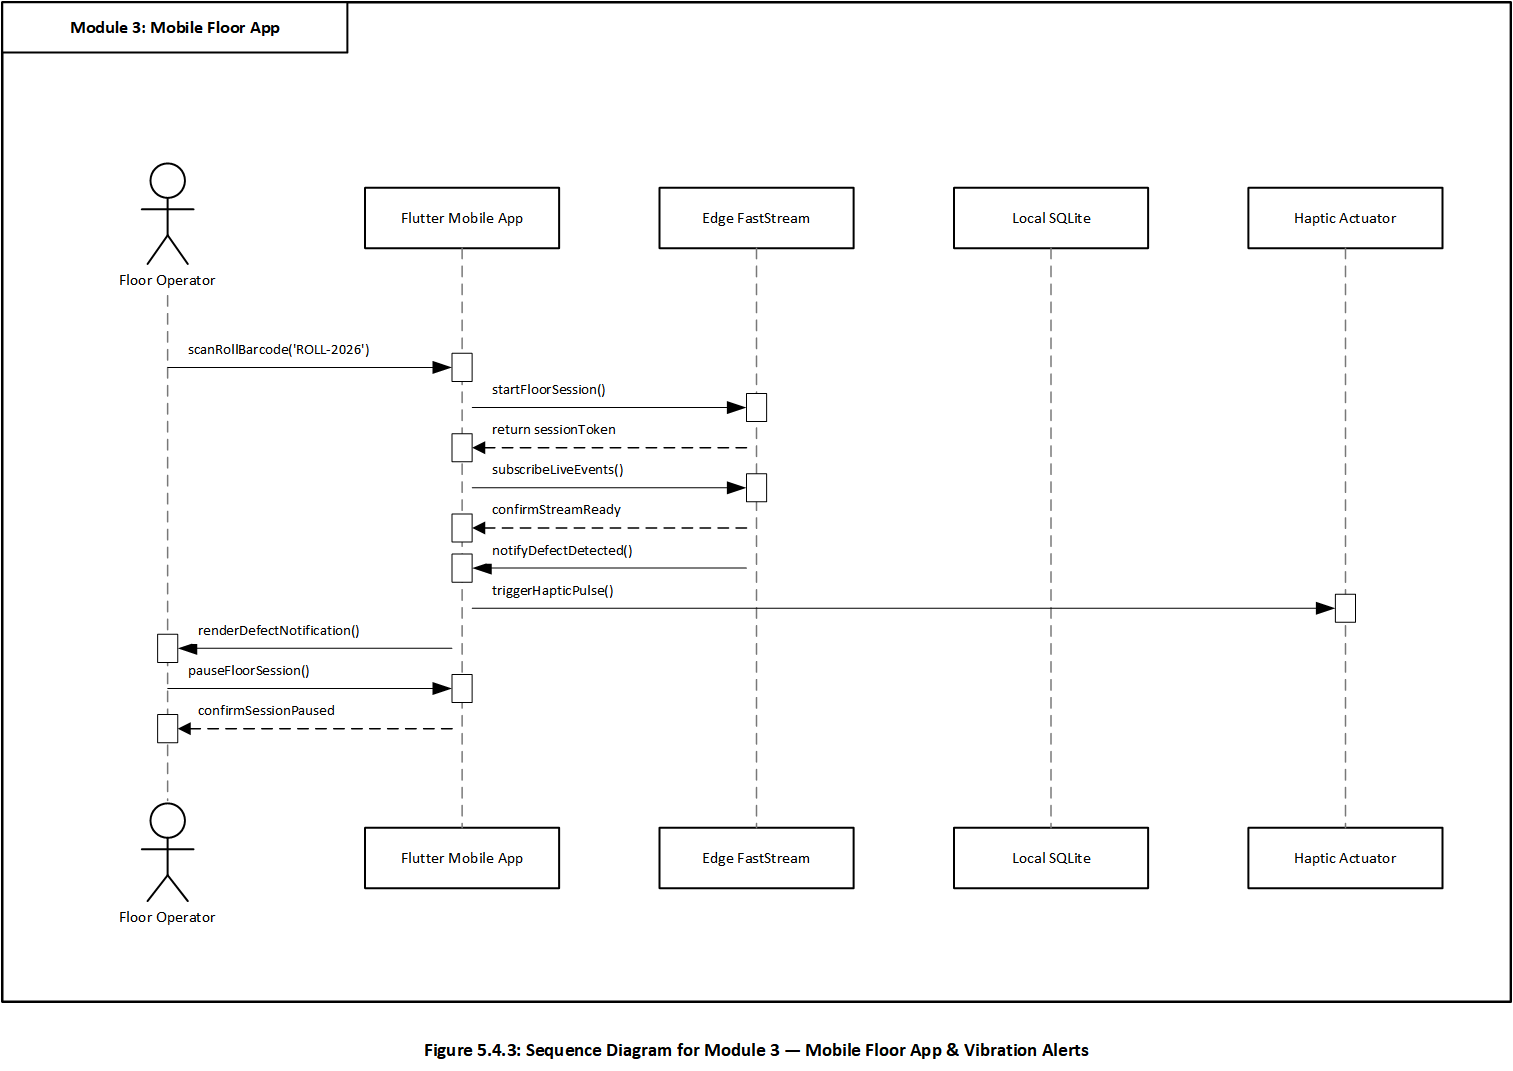 Module 3: Mobile Floor App
Flutter Mobile App
Edge FastStream
Local SQLite
Haptic Actuator
Floor Operator
scanRollBarcode('ROLL-2026')
startFloorSession()
return sessionToken
subscribeLiveEvents()
confirmStreamReady
notifyDefectDetected()
triggerHapticPulse()
renderDefectNotification()
pauseFloorSession()
confirmSessionPaused
Flutter Mobile App
Edge FastStream
Local SQLite
Haptic Actuator
Floor Operator
Figure 5.4.3: Sequence Diagram for Module 3 — Mobile Floor App & Vibration Alerts